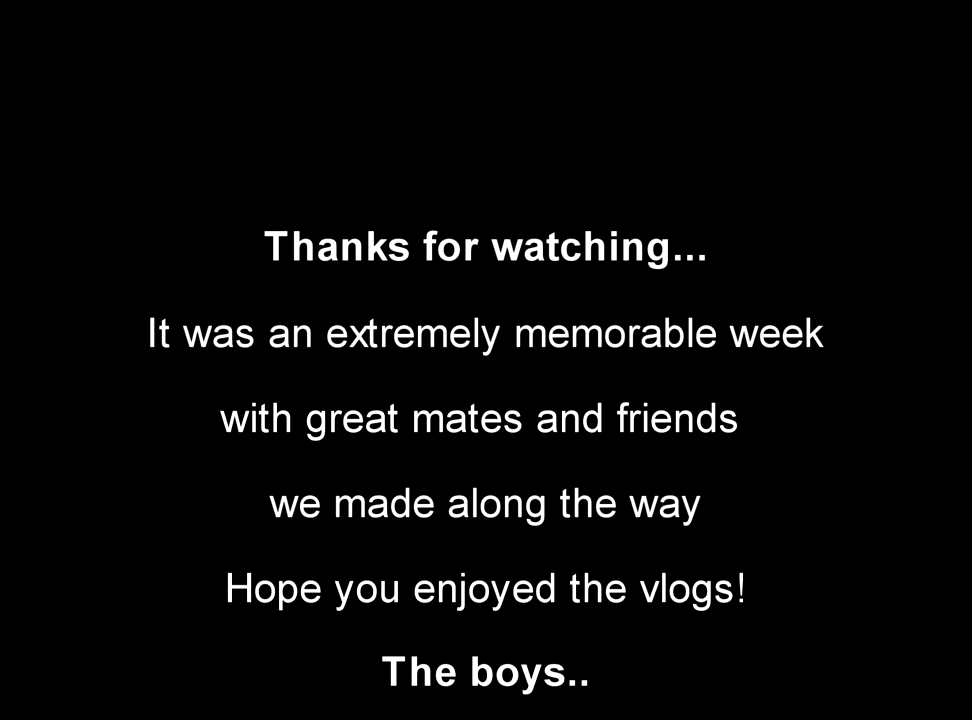 Thanks for watching...
It was an extremely memorable week
with great mates and friends
we made along the way
Hope you enjoyed the vlogs!
The boys..